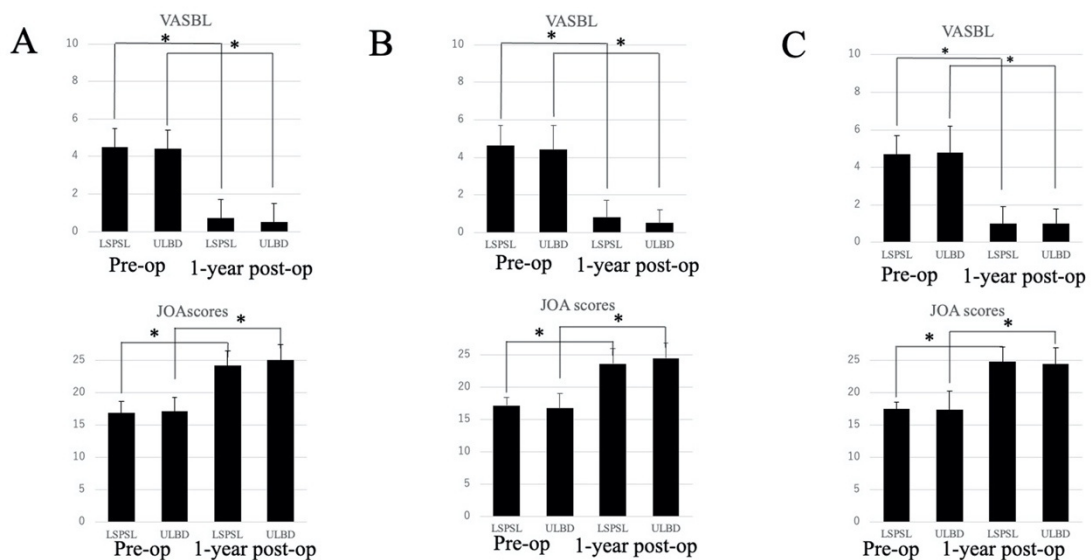 A
VASBL
* *
10
8
6
4
2
0
LSPSL ULBD LSPSL ULBD
Pre-op 1-year post-op
JOAscores
* *
25
20
15
10
5
0
LSPSL ULBD LSPSL ULBD
Pre-op 1-year post-op
B
VASBL
* *
10
8
6
4
2
0
LSPSL ULBD LSPSL ULBD
Pre-op 1-year post-op
JOA scores
* *
25
20
15
10
5
0
LSPSL ULBD LSPSL ULBD
Pre-op 1-year post-op
C
VASBL
* *
10
8
6
4
2
0
LSPSL ULBD LSPSL ULBD
Pre-op 1-year post-op
JOA scores
* *
25
20
15
10
5
0
LSPSL ULBD LSPSL ULBD
Pre-op 1-year post-op